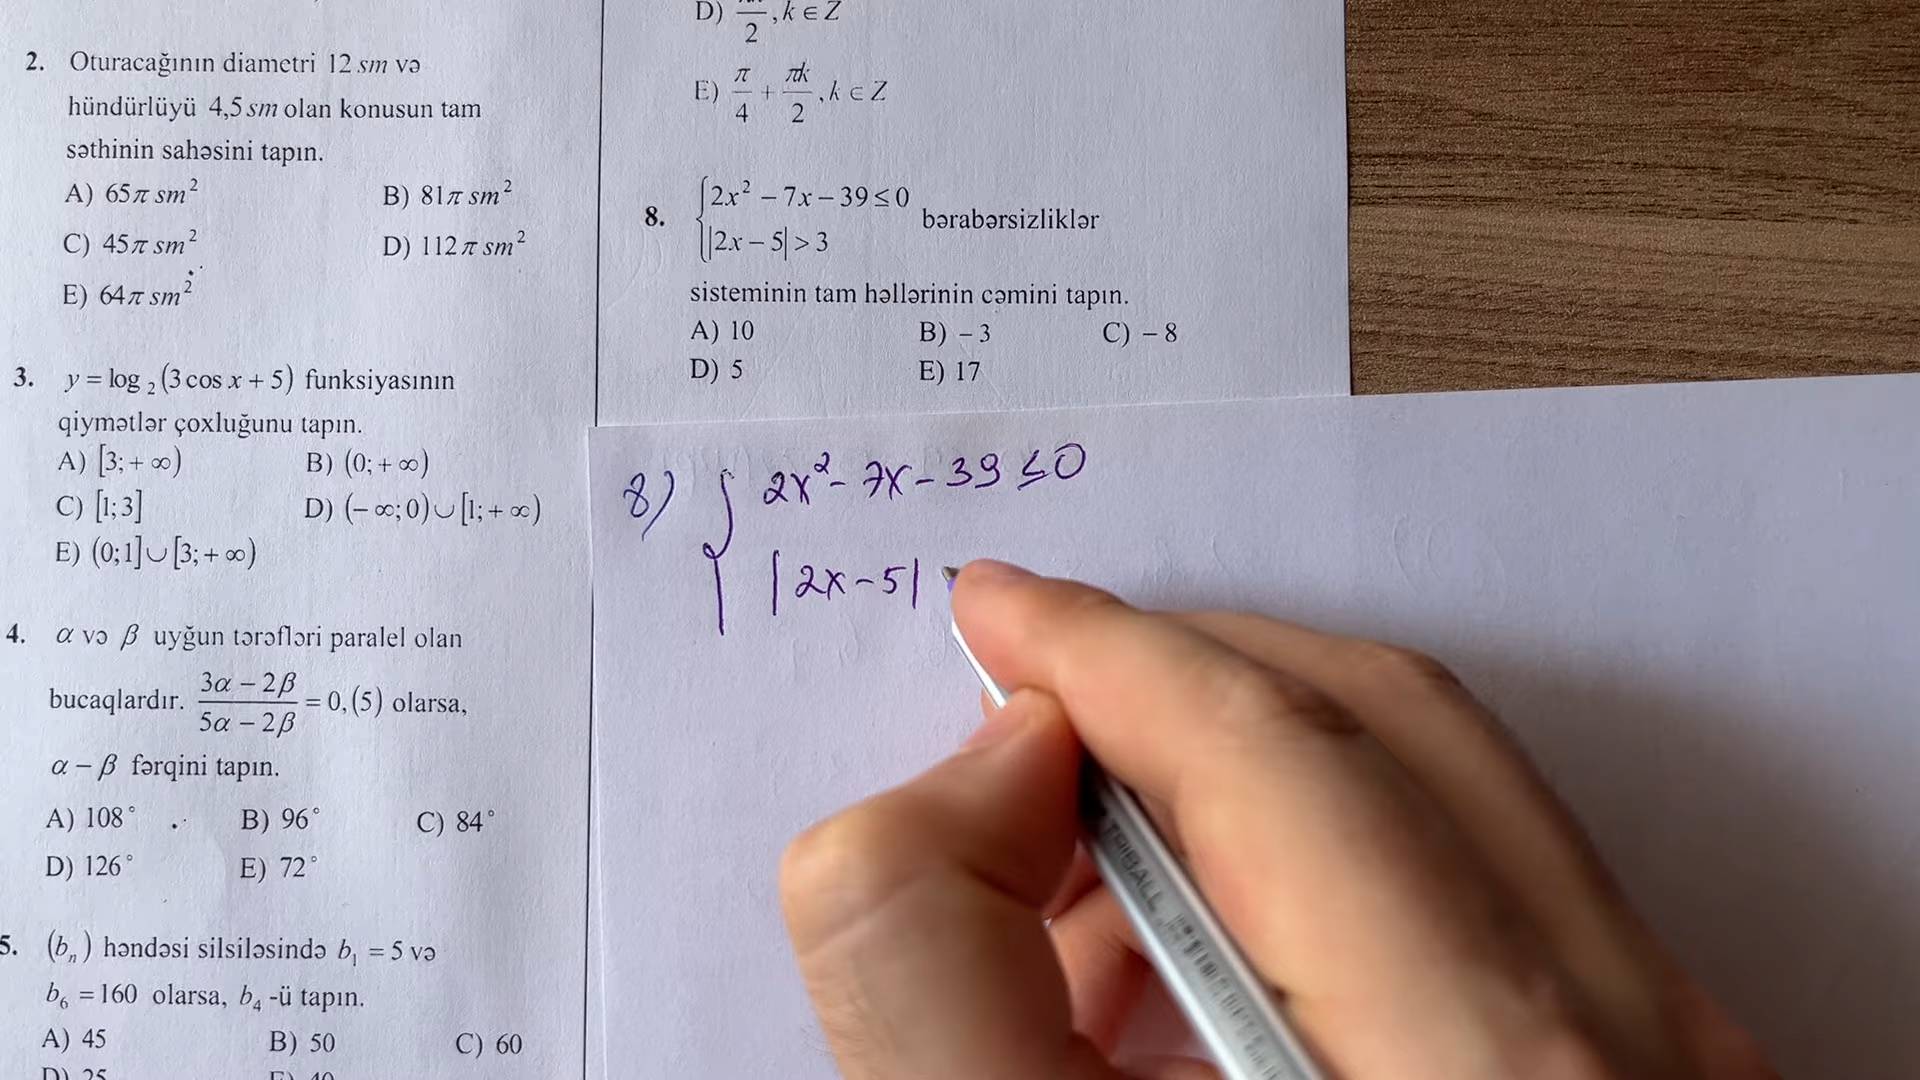 2. Oturacağının diametri 12 sm və
hündürlüyü 4,5 sm olan konusun tam
səthinin sahəsini tapın.
A) 65π sm² B) 81π sm²
C) 45π sm² D) 112π sm²
E) 64π sm²
3. y = log₂(3cos x + 5) funksiyasının
qiymətlər çoxluğunu tapın.
A) [3; + ∞) B) (0; + ∞)
C) [1; 3] D) (− ∞; 0) ∪ [1; + ∞)
E) (0; 1] ∪ [3; + ∞)
4. α və β uyğun tərəfləri paralel olan
bucaqlardır. (3α − 2β)/(5α − 2β) = 0,(5) olarsa,
α − β fərqini tapın.
A) 108° B) 96° C) 84°
D) 126° E) 72°
5. (bₙ) həndəsi silsiləsində b₁ = 5 və
b₆ = 160 olarsa, b₄ -ü tapın.
A) 45 B) 50 C) 60
D) 25 E) 40
D) /2 , k ∈ Z
E) π/4 + πk/2 , k ∈ Z
8. {2x² − 7x − 39 ≤ 0
|2x − 5| > 3 bərabərsizliklər
sisteminin tam həllərinin cəmini tapın.
A) 10 B) − 3 C) − 8
D) 5 E) 17
8) { 2x² - 7x - 39 ≤ 0
|2x - 5|
TRIBALL